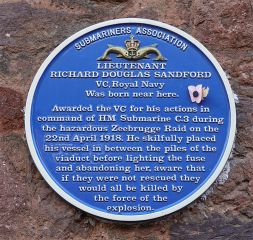 SUBMARINERS ASSOCIATION
LIEUTENANT
RICHARD DOUGLAS SANDFORD
VC, Royal Navy
Was born near here.
Awarded the VC for his actions in
command of HM Submarine C.3 during
the hazardous Zeebrugge Raid on the
22nd April 1918. He skilfully placed
his vessel in between the piles of the
viaduct before lighting the fuse
and abandoning her, aware that
if they were not rescued they
would all be killed by
the force of the
explosion.